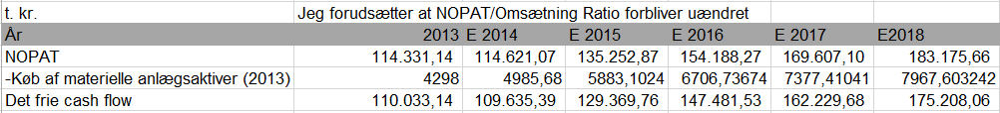 t. kr. Jeg forudsætter at NOPAT/Omsætning Ratio forbliver uændret
År 2013 E 2014 E 2015 E 2016 E 2017 E2018
NOPAT 114.331,14 114.621,07 135.252,87 154.188,27 169.607,10 183.175,66
-Køb af materielle anlægsaktiver (2013) 4298 4985,68 5883,1024 6706,73674 7377,41041 7967,603242
Det frie cash flow 110.033,14 109.635,39 129.369,76 147.481,53 162.229,68 175.208,06